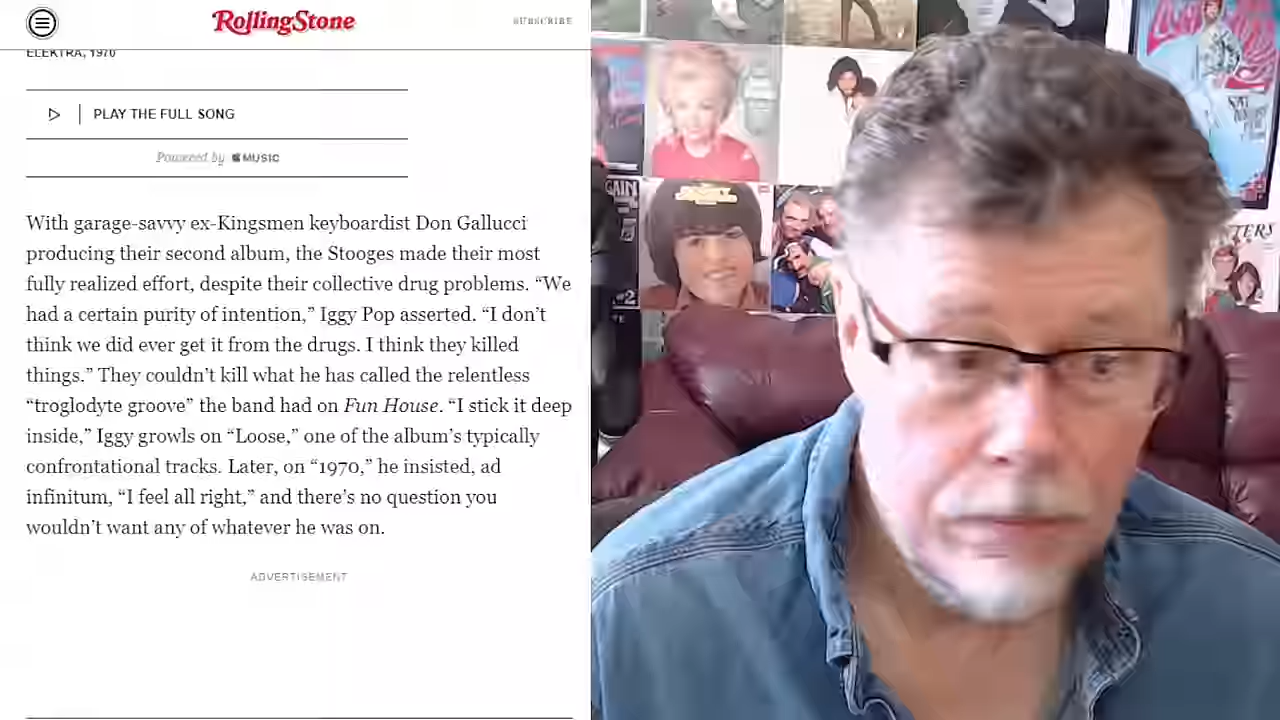 RollingStone
SUBSCRIBE
ELEKTRA, 1970
PLAY THE FULL SONG
Powered by MUSIC
With garage-savvy ex-Kingsmen keyboardist Don Gallucci
producing their second album, the Stooges made their most
fully realized effort, despite their collective drug problems. “We
had a certain purity of intention,” Iggy Pop asserted. “I don’t
think we did ever get it from the drugs. I think they killed
things.” They couldn’t kill what he has called the relentless
“troglodyte groove” the band had on Fun House. “I stick it deep
inside,” Iggy growls on “Loose,” one of the album’s typically
confrontational tracks. Later, on “1970,” he insisted, ad
infinitum, “I feel all right,” and there’s no question you
wouldn’t want any of whatever he was on.
ADVERTISEMENT
GAIN
#2
TERS